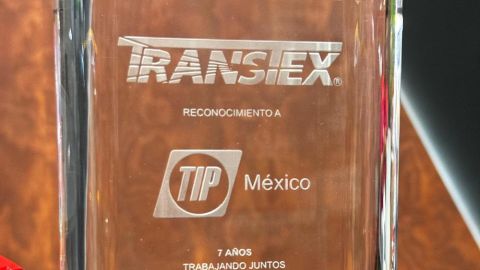 TRANSTEX®
RECONOCIMIENTO A
TIP México
7 AÑOS
TRABAJANDO JUNTOS